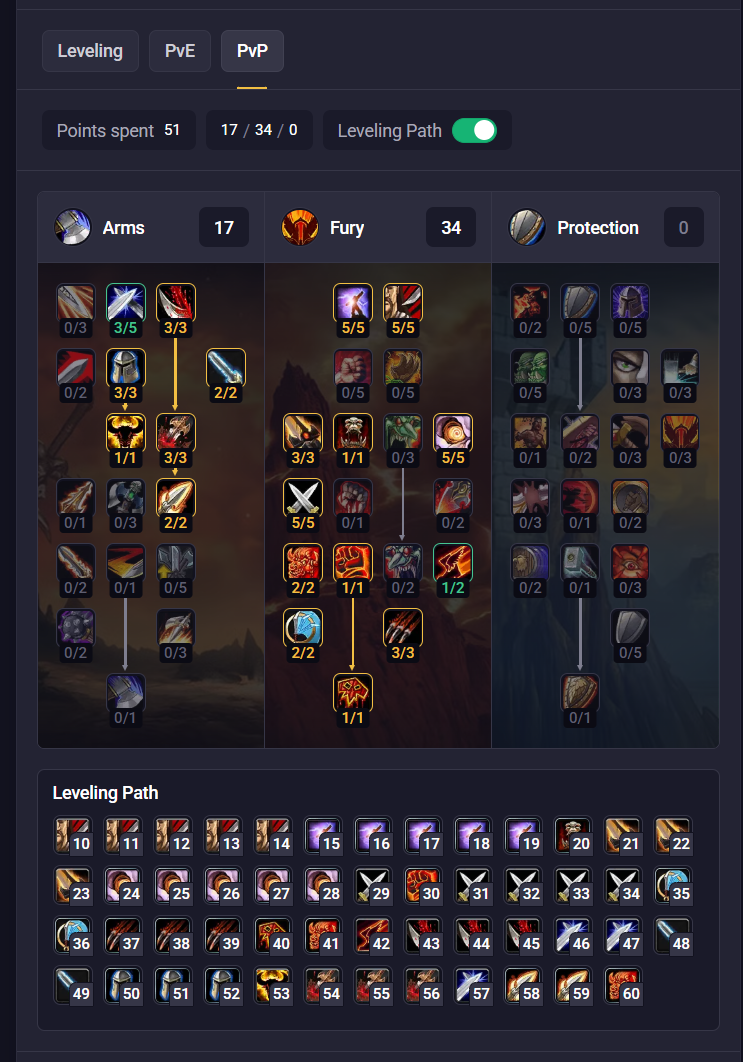 Leveling PvE PvP
Points spent 51 17 / 34 / 0 Leveling Path
Arms 17 Fury 34 Protection 0
0/3 3/5 3/3 5/5 5/5 0/2 0/5 0/5
0/2 3/3 2/2 0/5 0/5 0/5 0/3 0/3
1/1 3/3 3/3 1/1 0/3 5/5 0/1 0/2 0/3 0/3
0/1 0/3 2/2 5/5 0/1 0/2 0/3 0/1 0/2
0/2 0/1 0/5 2/2 1/1 0/2 1/2 0/2 0/1 0/3
0/2 0/3 2/2 3/3 0/5
0/1 1/1 0/1
Leveling Path
10 11 12 13 14 15 16 17 18 19 20 21 22
23 24 25 26 27 28 29 30 31 32 33 34 35
36 37 38 39 40 41 42 43 44 45 46 47 48
49 50 51 52 53 54 55 56 57 58 59 60